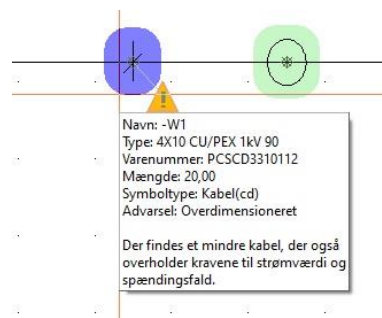 Navn: -W1
Type: 4X10 CU/PEX 1kV 90
Varenummer: PCSCD3310112
Mængde: 20,00
Symboltype: Kabel(cd)
Advarsel: Overdimensioneret
Der findes et mindre kabel, der også
overholder kravene til strømværdi og
spændingsfald.